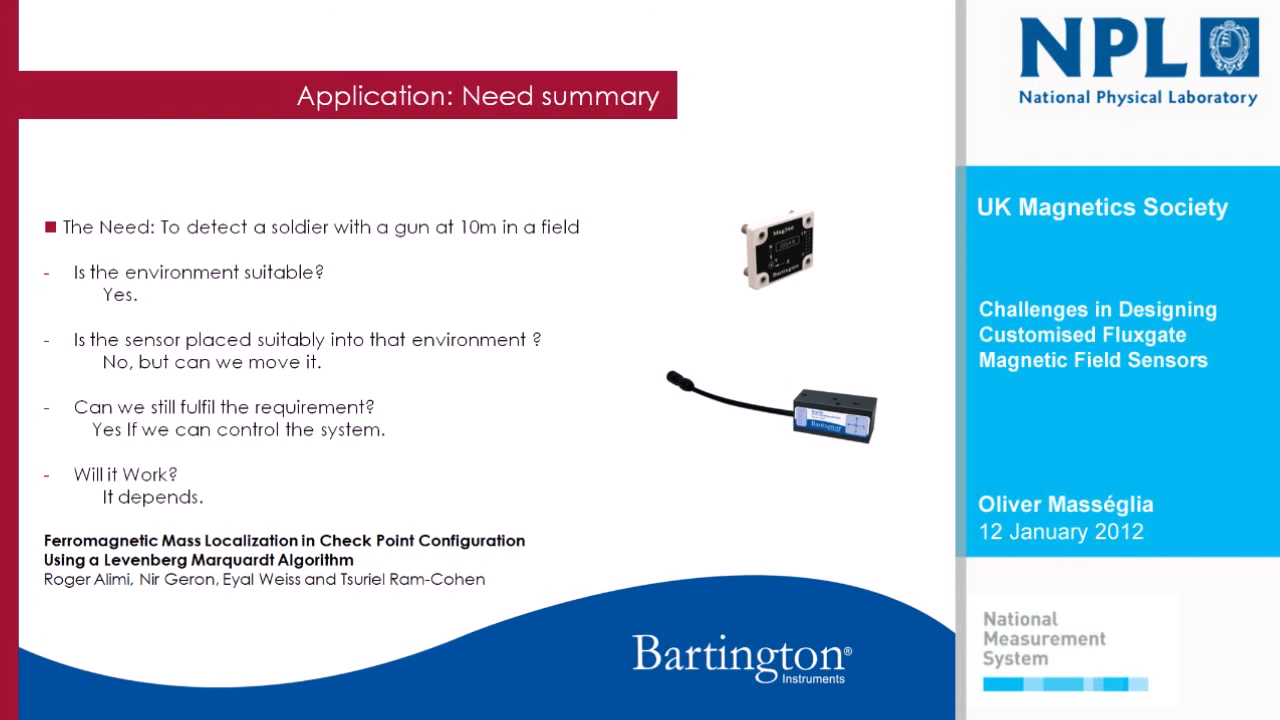 Application: Need summary
The Need: To detect a soldier with a gun at 10m in a field
- Is the environment suitable?
Yes.
- Is the sensor placed suitably into that environment ?
No, but can we move it.
- Can we still fulfil the requirement?
Yes If we can control the system.
- Will it Work?
It depends.
Ferromagnetic Mass Localization in Check Point Configuration
Using a Levenberg Marquardt Algorithm
Roger Alimi, Nir Geron, Eyal Weiss and Tsuriel Ram-Cohen
Bartington
Bartington
Bartington®
Instruments
NPL
National Physical Laboratory
UK Magnetics Society
Challenges in Designing
Customised Fluxgate
Magnetic Field Sensors
Oliver Masséglia
12 January 2012
National
Measurement
System